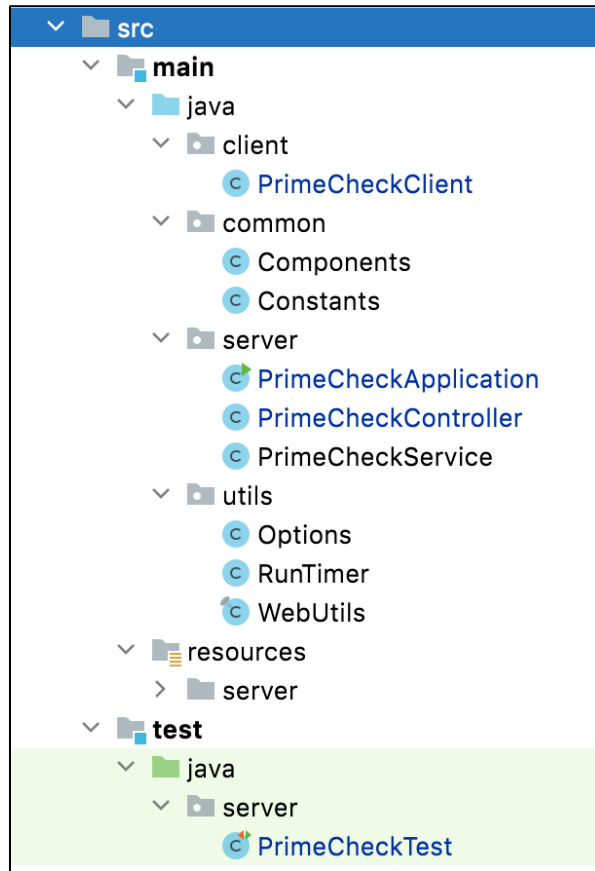 src
main
java
client
C PrimeCheckClient
common
C Components
C Constants
server
C PrimeCheckApplication
C PrimeCheckController
C PrimeCheckService
utils
C Options
C RunTimer
C WebUtils
resources
server
test
java
server
C PrimeCheckTest